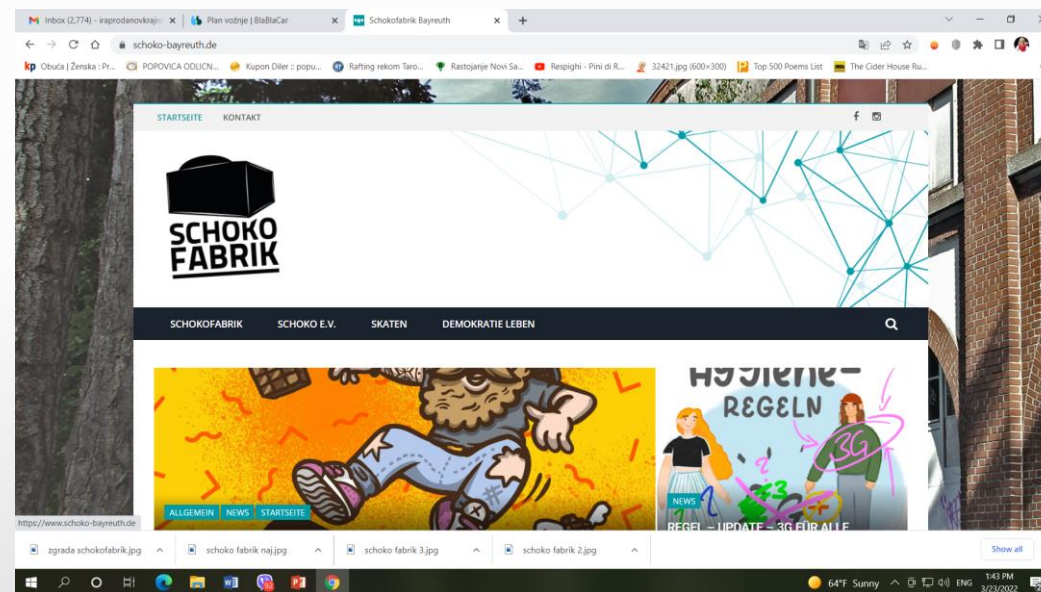 Inbox (2,774) - iraprodanovkrajis
Plan vožnje | BlaBlaCar
Schokofabrik Bayreuth
schoko-bayreuth.de
kp Obuća | Ženska : Pr...
POPOVICA ODLICN...
Kupon Diler :: popu...
Rafting rekom Taro...
Rastojanje Novi Sa...
Respighi - Pini di R...
32421.jpg (600×300)
Top 500 Poems List
The Cider House Ru...
STARTSEITE KONTAKT
SCHOKO
FABRIK
SCHOKOFABRIK SCHOKO E.V. SKATEN DEMOKRATIE LEBEN
HYGIENE-
REGELN
3G
ALLGEMEIN NEWS STARTSEITE
NEWS
REGEL – UPDATE – 3G FÜR ALLE
https://www.schoko-bayreuth.de
zgrada schokofabrik.jpg
schoko fabrik naj.jpg
schoko fabrik 3.jpg
schoko fabrik 2.jpg
Show all
64°F Sunny
ENG
1:43 PM
3/23/2022